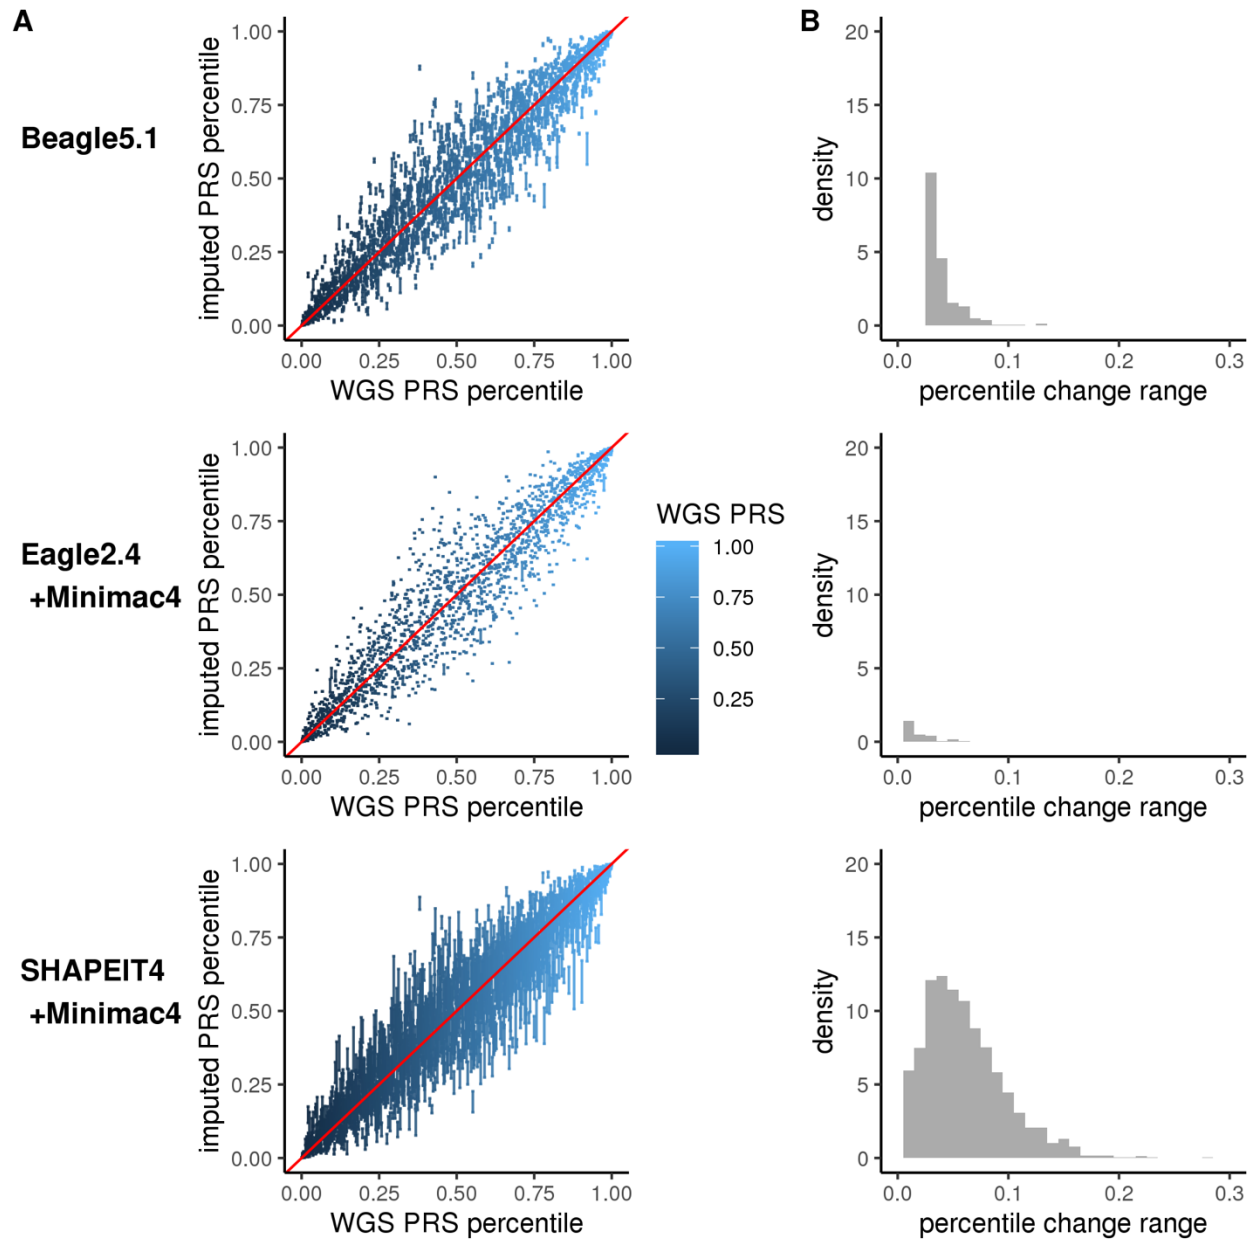 A
B
Beagle5.1
imputed PRS percentile
1.00
0.75
0.50
0.25
0.00
0.00 0.25 0.50 0.75 1.00
WGS PRS percentile
density
20
15
10
5
0
0.0 0.1 0.2 0.3
percentile change range
Eagle2.4
+Minimac4
imputed PRS percentile
1.00
0.75
0.50
0.25
0.00
0.00 0.25 0.50 0.75 1.00
WGS PRS percentile
WGS PRS
1.00
0.75
0.50
0.25
density
20
15
10
5
0
0.0 0.1 0.2 0.3
percentile change range
SHAPEIT4
+Minimac4
imputed PRS percentile
1.00
0.75
0.50
0.25
0.00
0.00 0.25 0.50 0.75 1.00
WGS PRS percentile
density
20
15
10
5
0
0.0 0.1 0.2 0.3
percentile change range